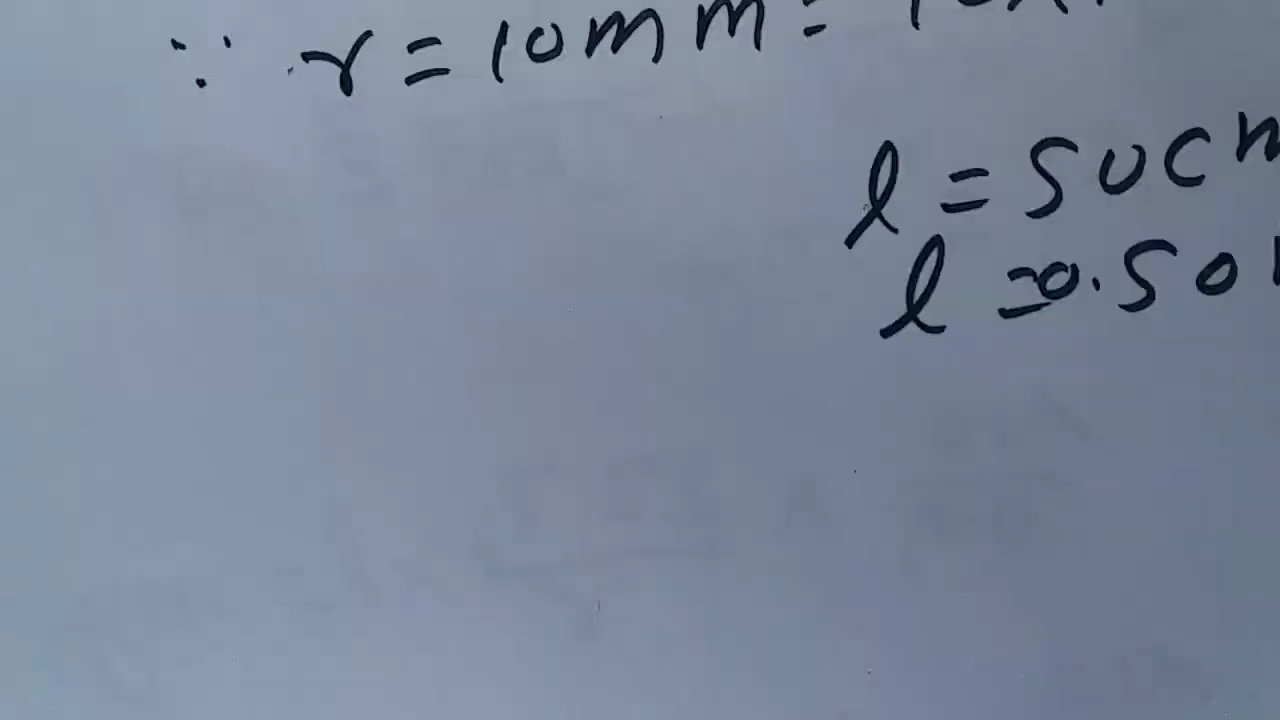 ∵ r = 10mm =
l = 50cm
l = 0.50